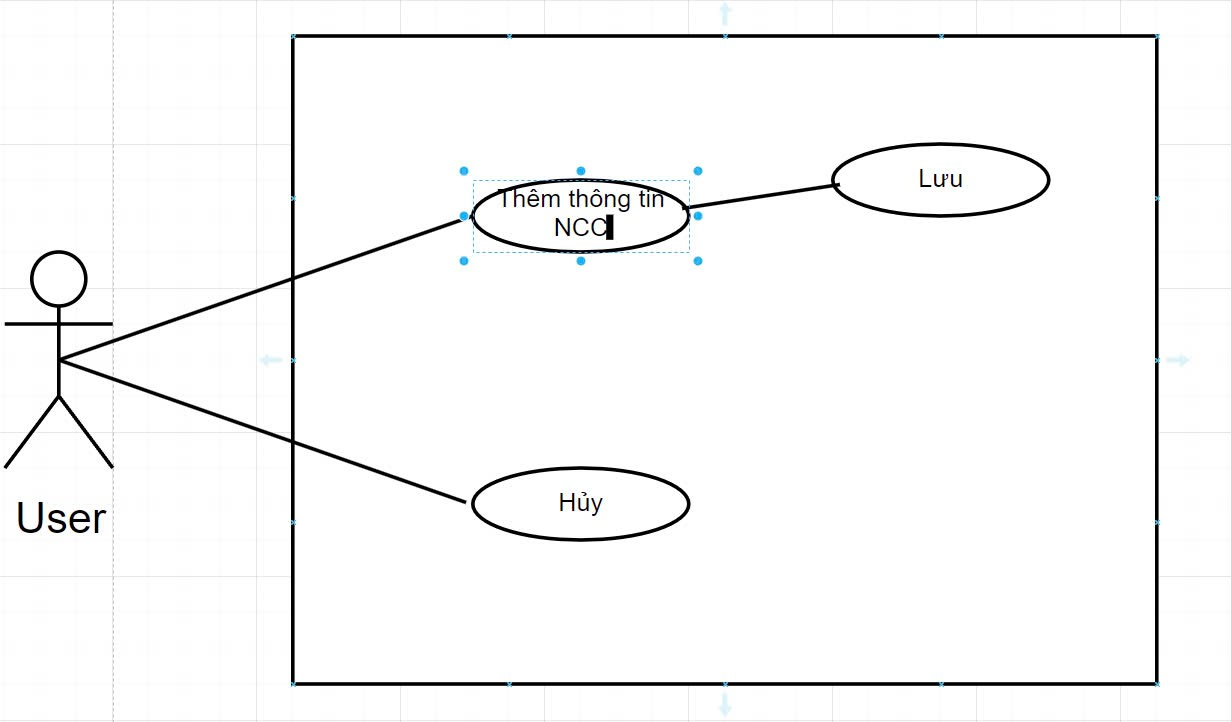 Thêm thông tin
NCC
Lưu
Hủy
User